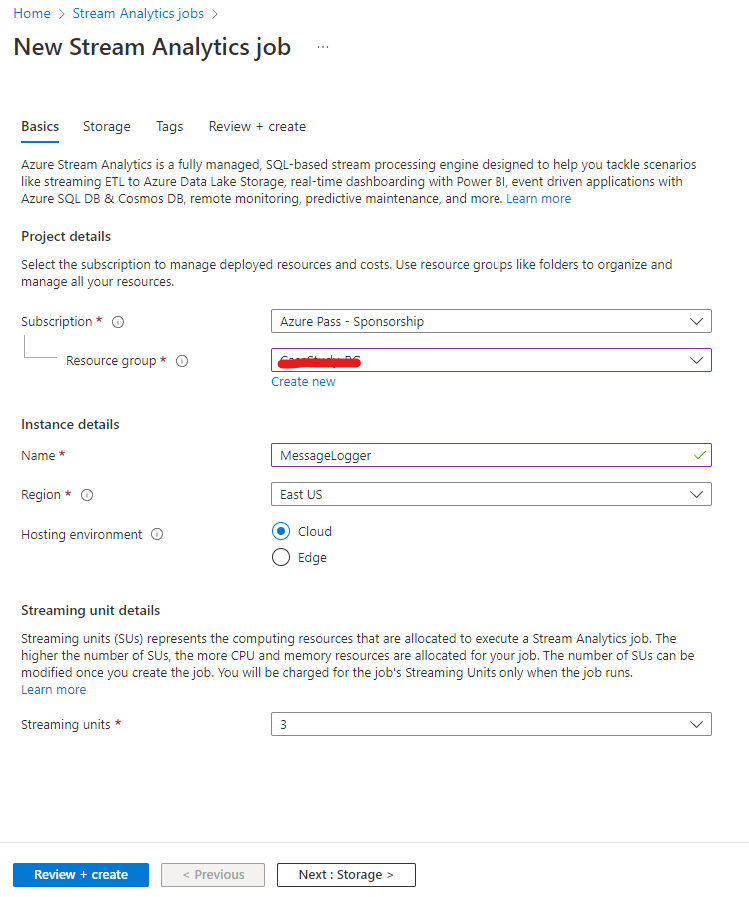 Home > Stream Analytics jobs >
New Stream Analytics job ...
Basics Storage Tags Review + create
Azure Stream Analytics is a fully managed, SQL-based stream processing engine designed to help you tackle scenarios
like streaming ETL to Azure Data Lake Storage, real-time dashboarding with Power BI, event driven applications with
Azure SQL DB & Cosmos DB, remote monitoring, predictive maintenance, and more. Learn more
Project details
Select the subscription to manage deployed resources and costs. Use resource groups like folders to organize and
manage all your resources.
Subscription * Azure Pass - Sponsorship
Resource group *
Create new
Instance details
Name * MessageLogger
Region * East US
Hosting environment Cloud
Edge
Streaming unit details
Streaming units (SUs) represents the computing resources that are allocated to execute a Stream Analytics job. The
higher the number of SUs, the more CPU and memory resources are allocated for your job. The number of SUs can be
modified once you create the job. You will be charged for the job's Streaming Units only when the job runs.
Learn more
Streaming units * 3
Review + create < Previous Next : Storage >